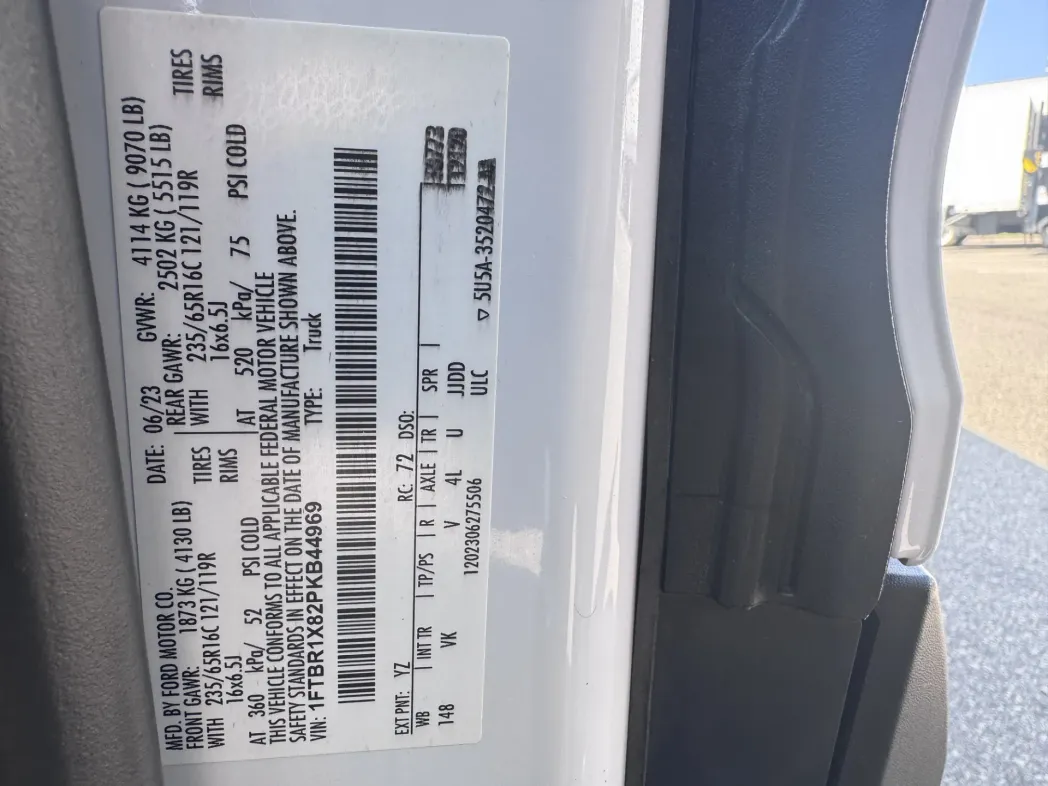 MFD. BY FORD MOTOR CO. DATE: 06/23 GVWR: 4114 KG ( 9070 LB)
FRONT GAWR: 1873 KG ( 4130 LB) REAR GAWR: 2502 KG ( 5515 LB)
WITH 235/65R16C 121/119R TIRES WITH 235/65R16C 121/119R TIRES
16x6.5J RIMS 16x6.5J RIMS
AT 360 kPa/ 52 PSI COLD AT 520 kPa/ 75 PSI COLD
THIS VEHICLE CONFORMS TO ALL APPLICABLE FEDERAL MOTOR VEHICLE
SAFETY STANDARDS IN EFFECT ON THE DATE OF MANUFACTURE SHOWN ABOVE.
VIN: 1FTBR1X82PKB44969 TYPE: Truck
EXT PNT: YZ RC: 72 DSO:
WB | INT TR | TP/PS | R | AXLE | TR | SPR |
148 VK V 4L U JJDD
1202306275506 ULC
▽ 5U5A-3520472